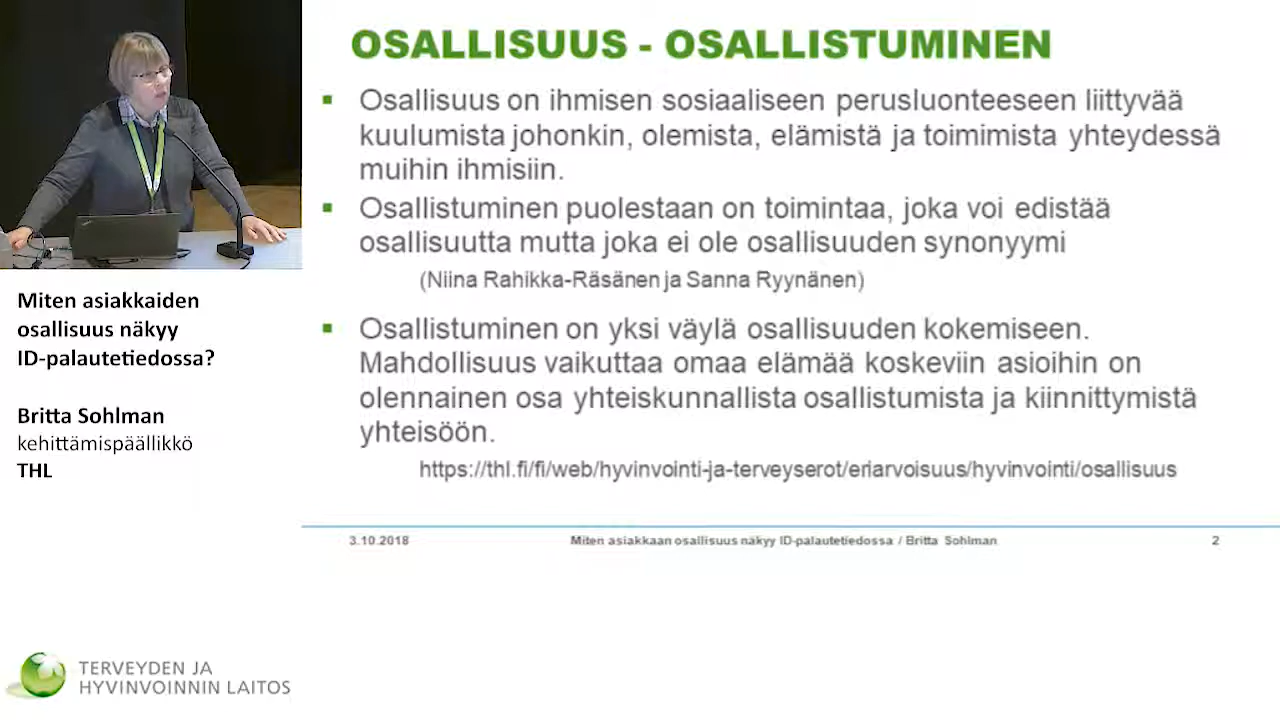 OSALLISUUS - OSALLISTUMINEN
Osallisuus on ihmisen sosiaaliseen perusluonteeseen liittyvää
kuulumista johonkin, olemista, elämistä ja toimimista yhteydessä
muihin ihmisiin.
Osallistuminen puolestaan on toimintaa, joka voi edistää
osallisuutta mutta joka ei ole osallisuuden synonyymi
(Niina Rahikka-Räsänen ja Sanna Ryynänen)
Osallistuminen on yksi väylä osallisuuden kokemiseen.
Mahdollisuus vaikuttaa omaa elämää koskeviin asioihin on
olennainen osa yhteiskunnallista osallistumista ja kiinnittymistä
yhteisöön.
https://thl.fi/fi/web/hyvinvointi-ja-terveyserot/eriarvoisuus/hyvinvointi/osallisuus
3.10.2018 Miten asiakkaan osallisuus näkyy ID-palautetiedossa / Britta Sohlman 2
Miten asiakkaiden
osallisuus näkyy
ID-palautetiedossa?
Britta Sohlman
kehittämispäällikkö
THL
TERVEYDEN JA
HYVINVOINNIN LAITOS